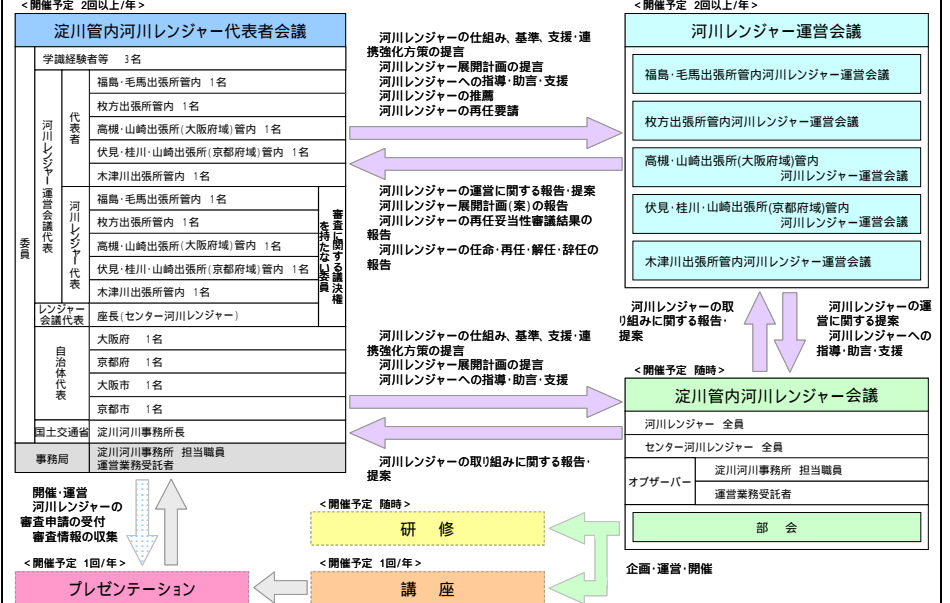 <開催予定 2回以上/年>
淀川管内河川レンジャー代表者会議
委員
学識経験者等 3名
河川レンジャー運営会議代表
代表者
福島・毛馬出張所管内 1名
枚方出張所管内 1名
高槻・山崎出張所(大阪府域)管内 1名
伏見・桂川・山崎出張所(京都府域)管内 1名
木津川出張所管内 1名
河川レンジャー代表
福島・毛馬出張所管内 1名
枚方出張所管内 1名
高槻・山崎出張所(大阪府域)管内 1名
伏見・桂川・山崎出張所(京都府域)管内 1名
木津川出張所管内 1名
審査に関する議決権
を持たない委員
レンジャー
会議代表
座長(センター河川レンジャー)
自治体代表
大阪府 1名
京都府 1名
大阪市 1名
京都市 1名
国土交通省
淀川河川事務所長
事務局
淀川河川事務所 担当職員
運営業務受託者
河川レンジャーの仕組み、基準、支援・連
携強化方策の提言
河川レンジャー展開計画の提言
河川レンジャーへの指導・助言・支援
河川レンジャーの推薦
河川レンジャーの再任要請
河川レンジャーの運営に関する報告・提案
河川レンジャー展開計画(案)の報告
河川レンジャーの再任妥当性審議結果の
報告
河川レンジャーの任命・再任・解任・辞任の
報告
河川レンジャーの仕組み、基準、支援・連
携強化方策の提言
河川レンジャー展開計画の提言
河川レンジャーへの指導・助言・支援
河川レンジャーの取り組みに関する報告・
提案
<開催予定 2回以上/年>
河川レンジャー運営会議
福島・毛馬出張所管内河川レンジャー運営会議
枚方出張所管内河川レンジャー運営会議
高槻・山崎出張所(大阪府域)管内
河川レンジャー運営会議
伏見・桂川・山崎出張所(京都府域)管内
河川レンジャー運営会議
木津川出張所管内河川レンジャー運営会議
河川レンジャーの取
り組みに関する報告・
提案
河川レンジャーの運
営に関する提案
河川レンジャーへの
指導・助言・支援
<開催予定 随時>
淀川管内河川レンジャー会議
河川レンジャー 全員
センター河川レンジャー 全員
オブザーバー
淀川河川事務所 担当職員
運営業務受託者
部 会
企画・運営・開催
開催・運営
河川レンジャーの
審査申請の受付
審査情報の収集
<開催予定 随時>
研 修
<開催予定 1回/年>
プレゼンテーション
<開催予定 1回/年>
講 座